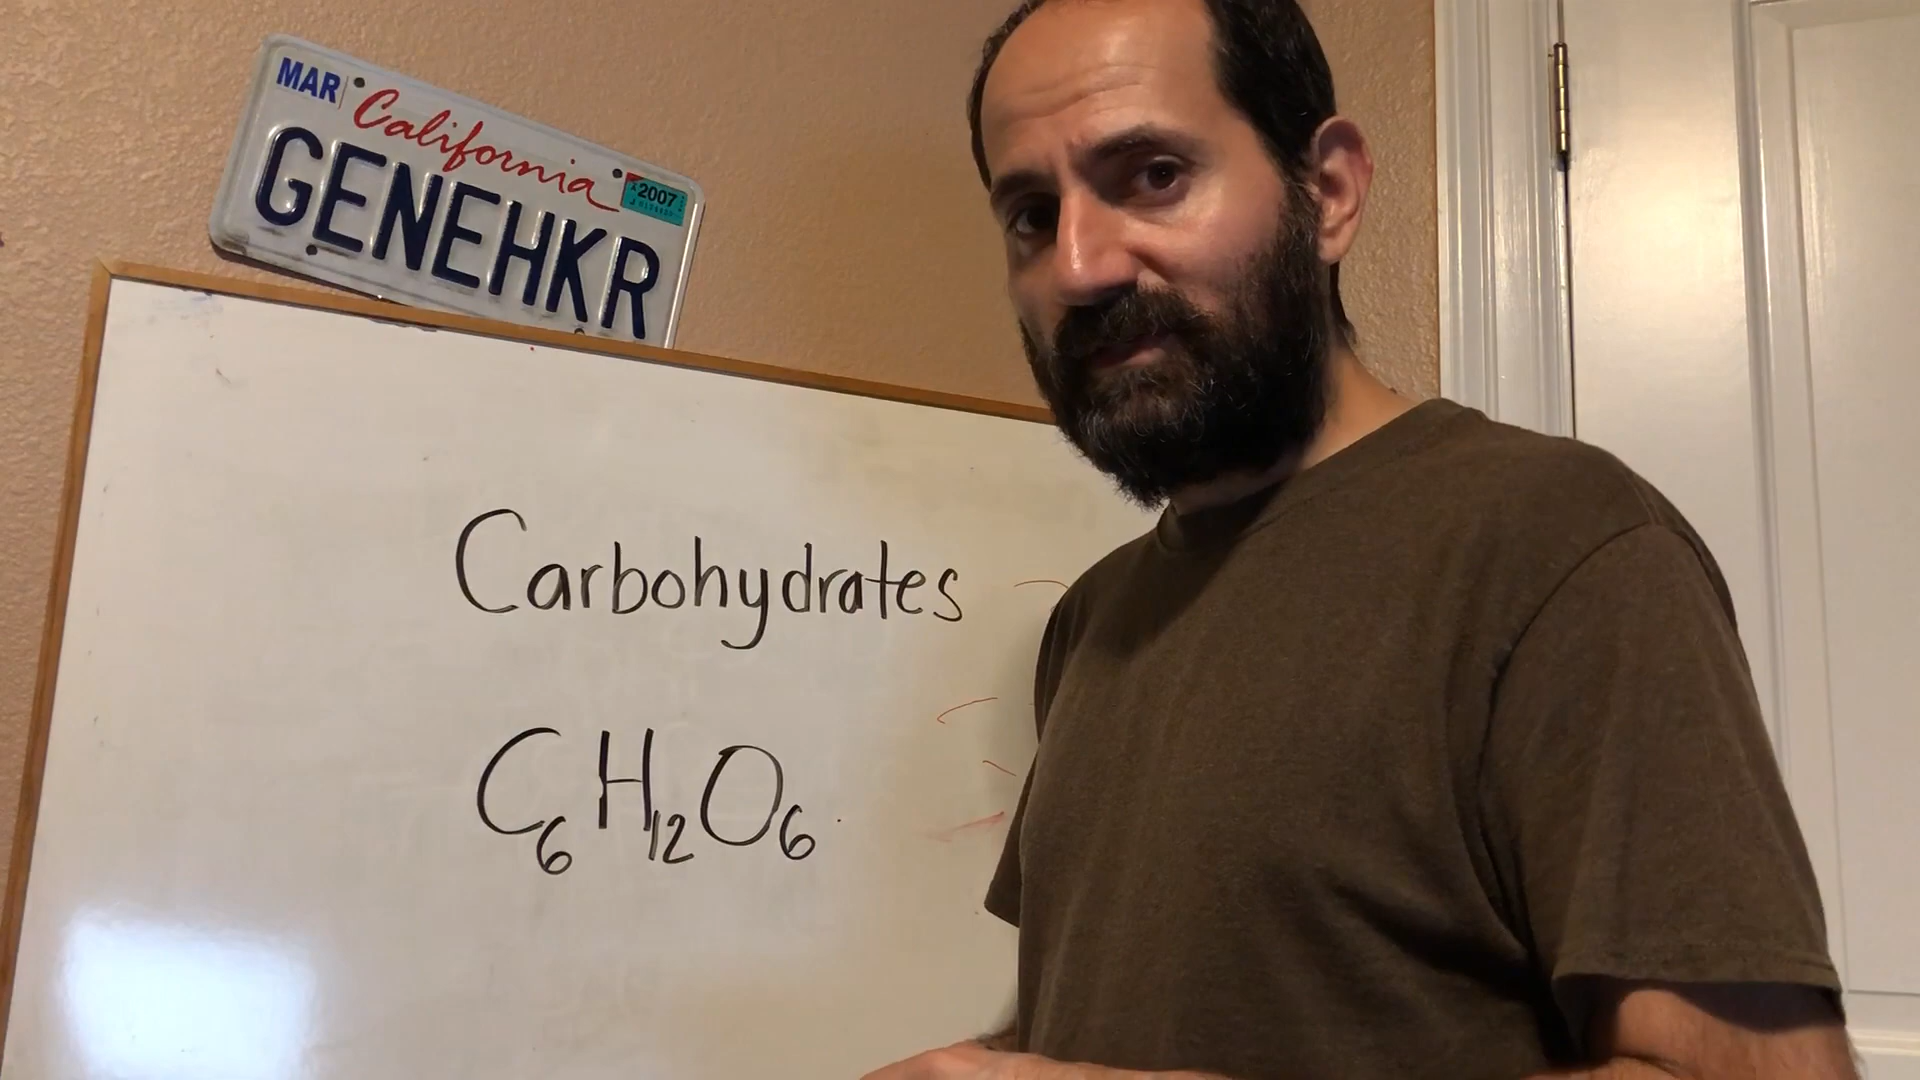 MAR
California
2007
GENEHKR
Carbohydrates
C₆H₁₂O₆